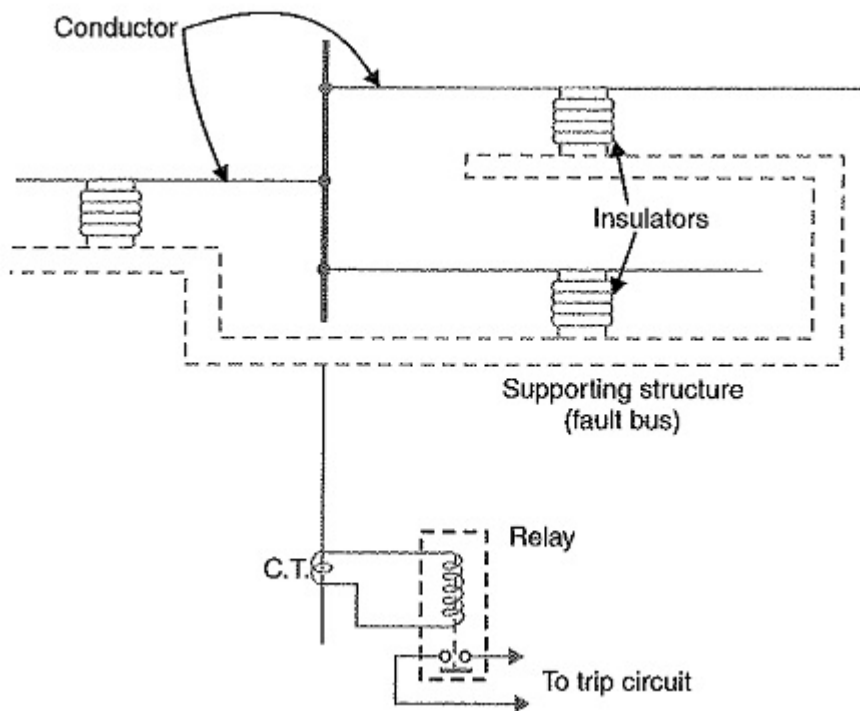 Conductor
Insulators
Supporting structure
(fault bus)
Relay
C.T.
To trip circuit